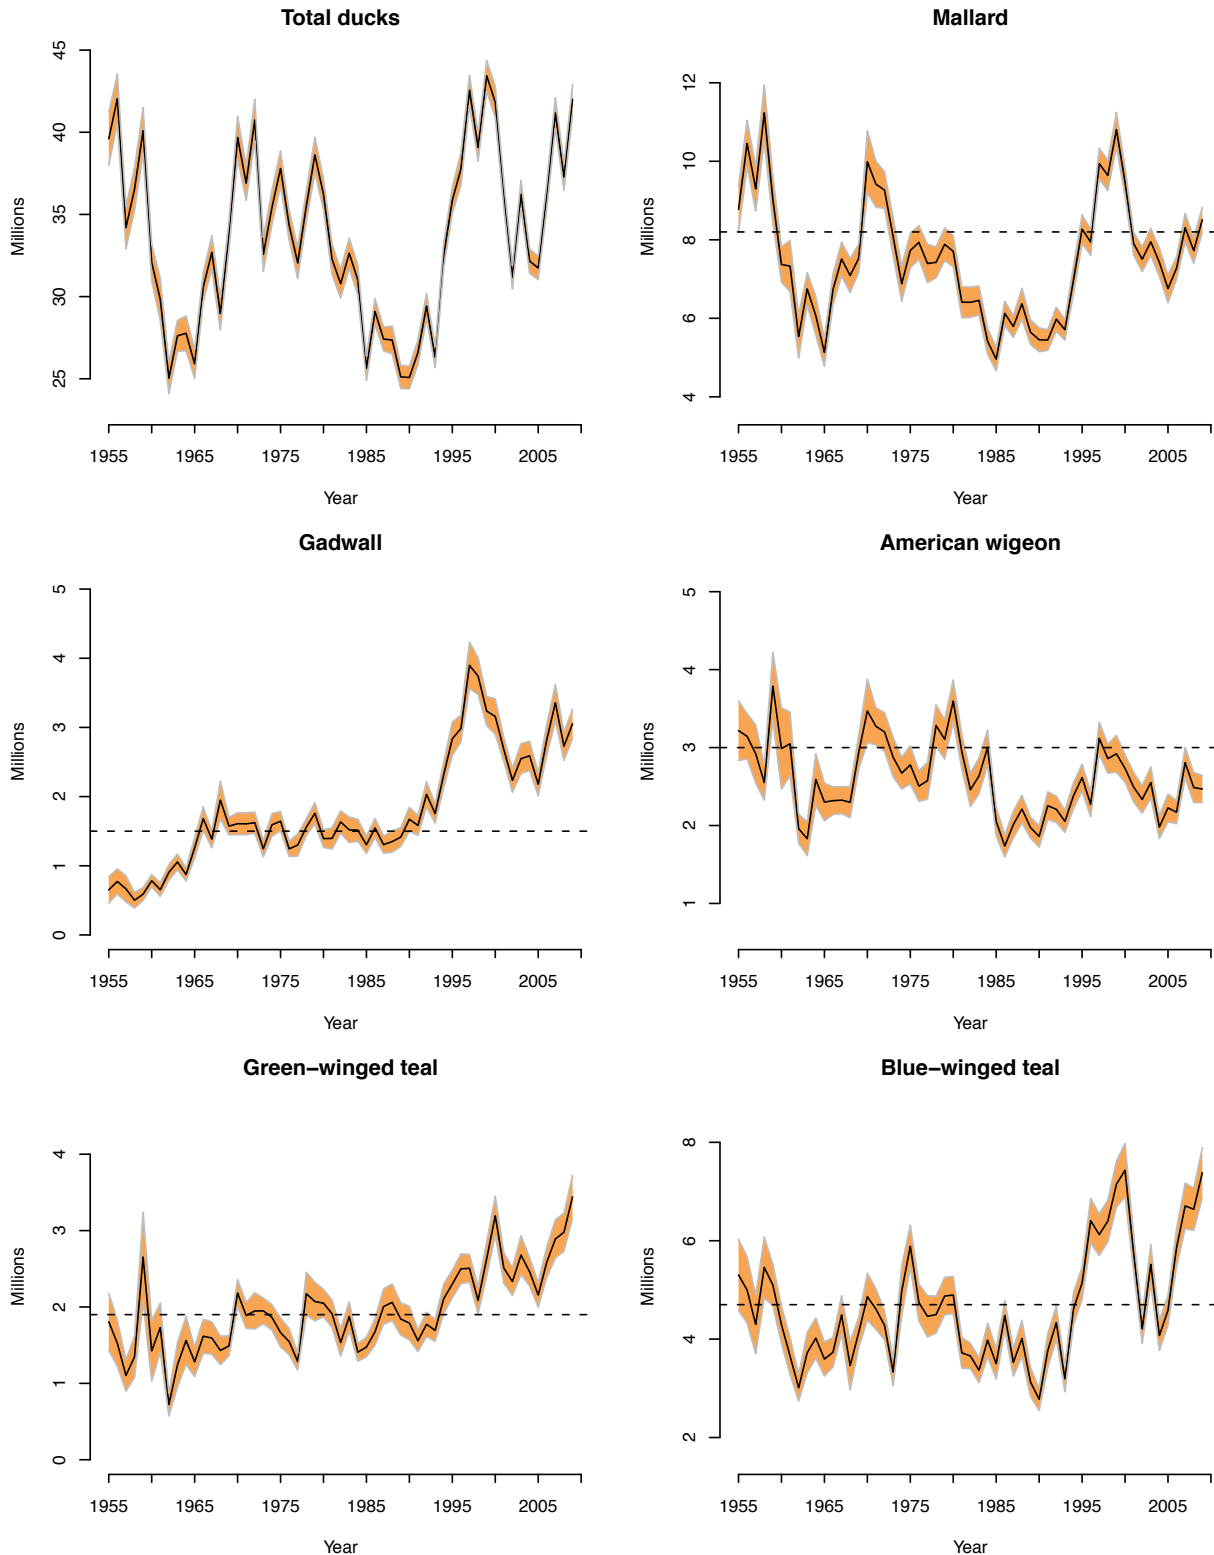 Total ducks
Millions
45
40
35
30
25
1955 1965 1975 1985 1995 2005
Year
Mallard
Millions
12
10
8
6
4
1955 1965 1975 1985 1995 2005
Year
Gadwall
Millions
5
4
3
2
1
0
1955 1965 1975 1985 1995 2005
Year
American wigeon
Millions
5
4
3
2
1
1955 1965 1975 1985 1995 2005
Year
Green−winged teal
Millions
4
3
2
1
0
1955 1965 1975 1985 1995 2005
Year
Blue−winged teal
Millions
8
6
4
2
1955 1965 1975 1985 1995 2005
Year